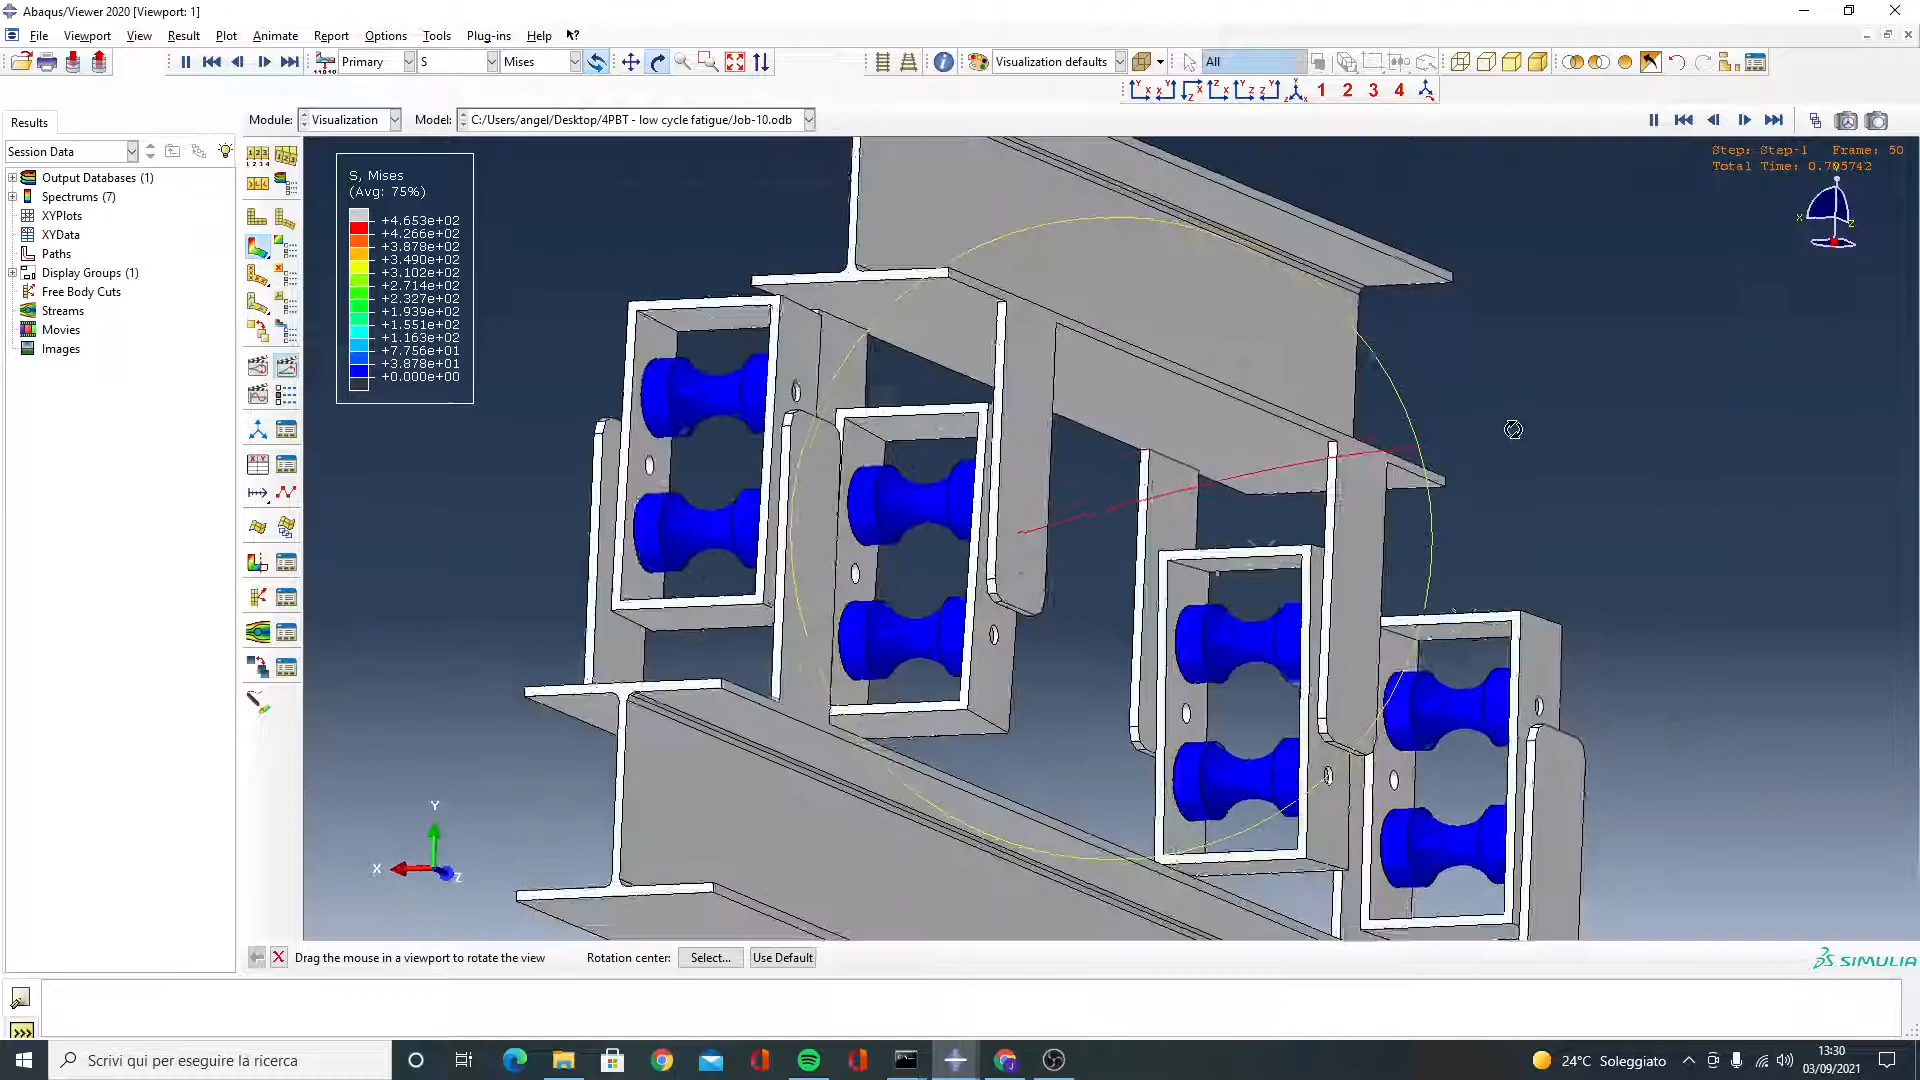 Abaqus/Viewer 2020 [Viewport: 1]
File Viewport View Result Plot Animate Report Options Tools Plug-ins Help
Primary S Mises Visualization defaults All
1 2 3 4
Results
Module: Visualization Model: C:/Users/angel/Desktop/4PBT - low cycle fatigue/Job-10.odb
Session Data
Output Databases (1)
Spectrums (7)
XYPlots
XYData
Paths
Display Groups (1)
Free Body Cuts
Streams
Movies
Images
S, Mises
(Avg: 75%)
+4.653e+02
+4.266e+02
+3.878e+02
+3.490e+02
+3.102e+02
+2.714e+02
+2.327e+02
+1.939e+02
+1.551e+02
+1.163e+02
+7.756e+01
+3.878e+01
+0.000e+00
Step: Step-1 Frame: 50
Total Time: 0.705742
Y
X
Z
Y
X
Z
Drag the mouse in a viewport to rotate the view Rotation center: Select... Use Default
SIMULIA
>>>
Scrivi qui per eseguire la ricerca
24°C Soleggiato
13:30
03/09/2021